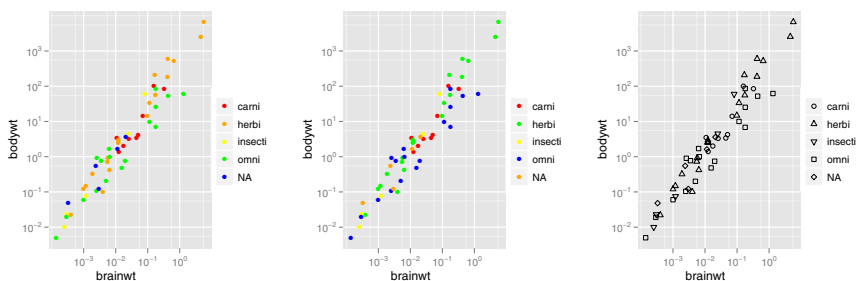 10³
10²
10¹
10⁰
10⁻¹
10⁻²
bodywt
10⁻³ 10⁻² 10⁻¹ 10⁰
brainwt
carni
herbi
insecti
omni
NA
10³
10²
10¹
10⁰
10⁻¹
10⁻²
bodywt
10⁻³ 10⁻² 10⁻¹ 10⁰
brainwt
carni
herbi
insecti
omni
NA
10³
10²
10¹
10⁰
10⁻¹
10⁻²
bodywt
10⁻³ 10⁻² 10⁻¹ 10⁰
brainwt
carni
herbi
insecti
omni
NA